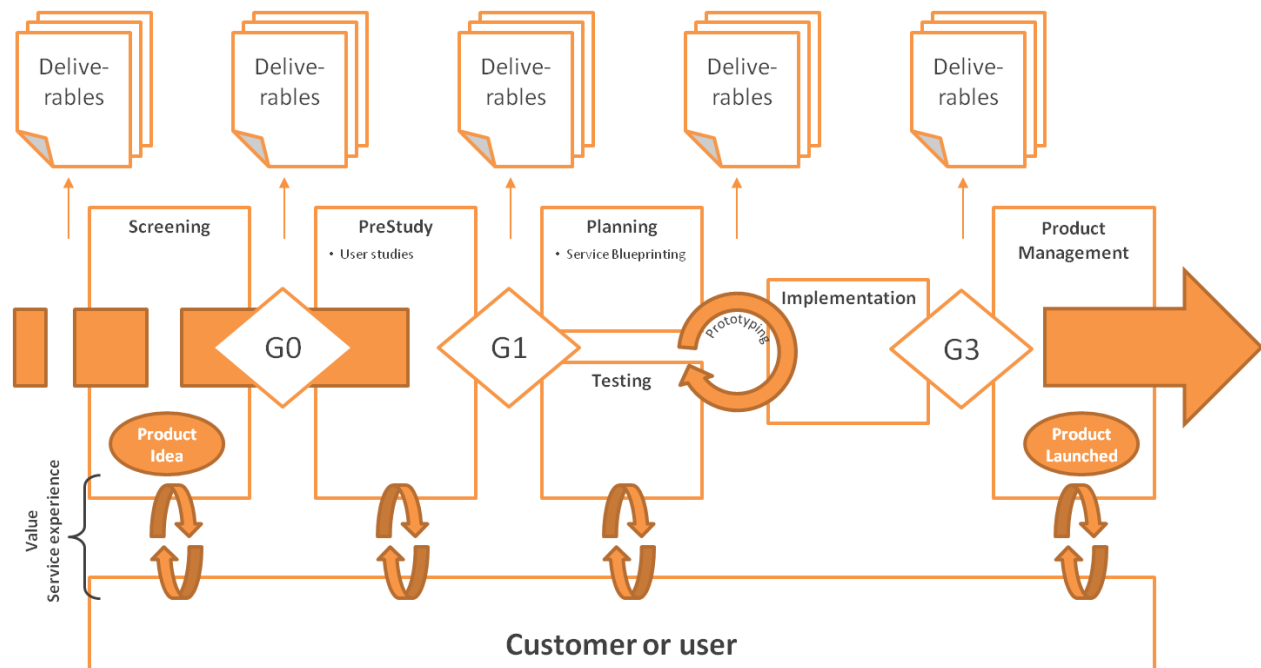 Delive-
rables
Delive-
rables
Delive-
rables
Delive-
rables
Delive-
rables
Screening
PreStudy
• User studies
Planning
• Service Blueprinting
Product
Management
Implementation
Prototyping
G0
G1
G3
Testing
Product
Idea
Product
Launched
Value
Service experience
Customer or user